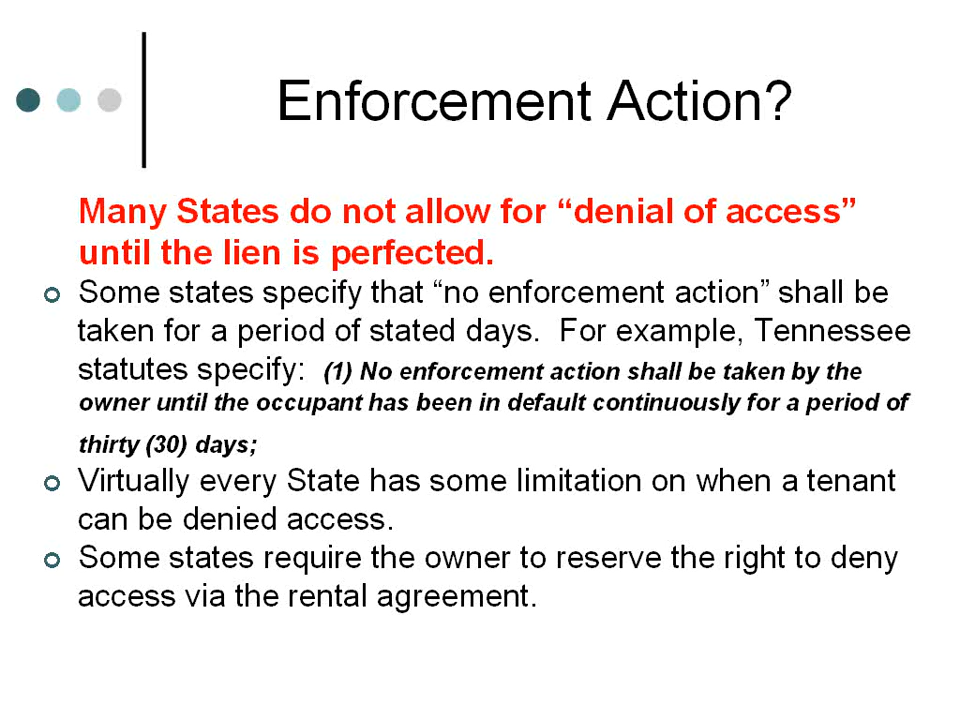 Enforcement Action?
Many States do not allow for “denial of access”
until the lien is perfected.
Some states specify that “no enforcement action” shall be
taken for a period of stated days.  For example, Tennessee
statutes specify:  (1) No enforcement action shall be taken by the
owner until the occupant has been in default continuously for a period of
thirty (30) days;
Virtually every State has some limitation on when a tenant
can be denied access.
Some states require the owner to reserve the right to deny
access via the rental agreement.